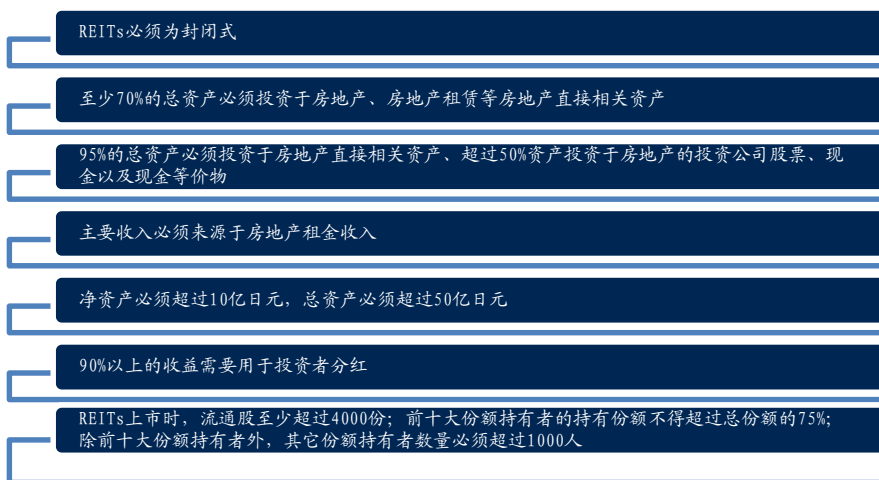 REITs必须为封闭式
至少70%的总资产必须投资于房地产、房地产租赁等房地产直接相关资产
95%的总资产必须投资于房地产直接相关资产、超过50%资产投资于房地产的投资公司股票、现
金以及现金等价物
主要收入必须来源于房地产租金收入
净资产必须超过10亿日元，总资产必须超过50亿日元
90%以上的收益需要用于投资者分红
REITs上市时，流通股至少超过4000份；前十大份额持有者的持有份额不得超过总份额的75%；
除前十大份额持有者外，其它份额持有者数量必须超过1000人